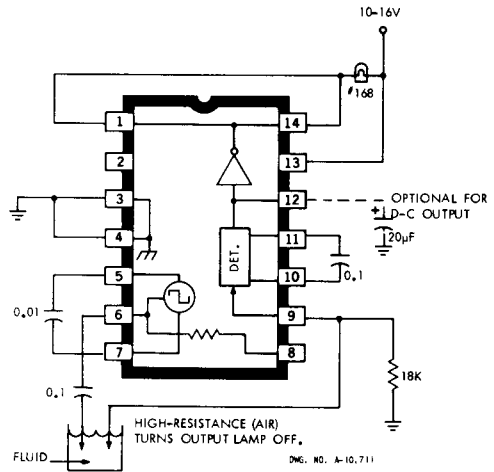 10-16V
#168
1
14
2
13
3
12
OPTIONAL FOR
D-C OUTPUT
+
20µF
4
11
DET.
0.1
5
10
0.01
6
9
7
8
18K
0.1
HIGH-RESISTANCE (AIR)
TURNS OUTPUT LAMP OFF.
FLUID
DWG. NO. A-10,711